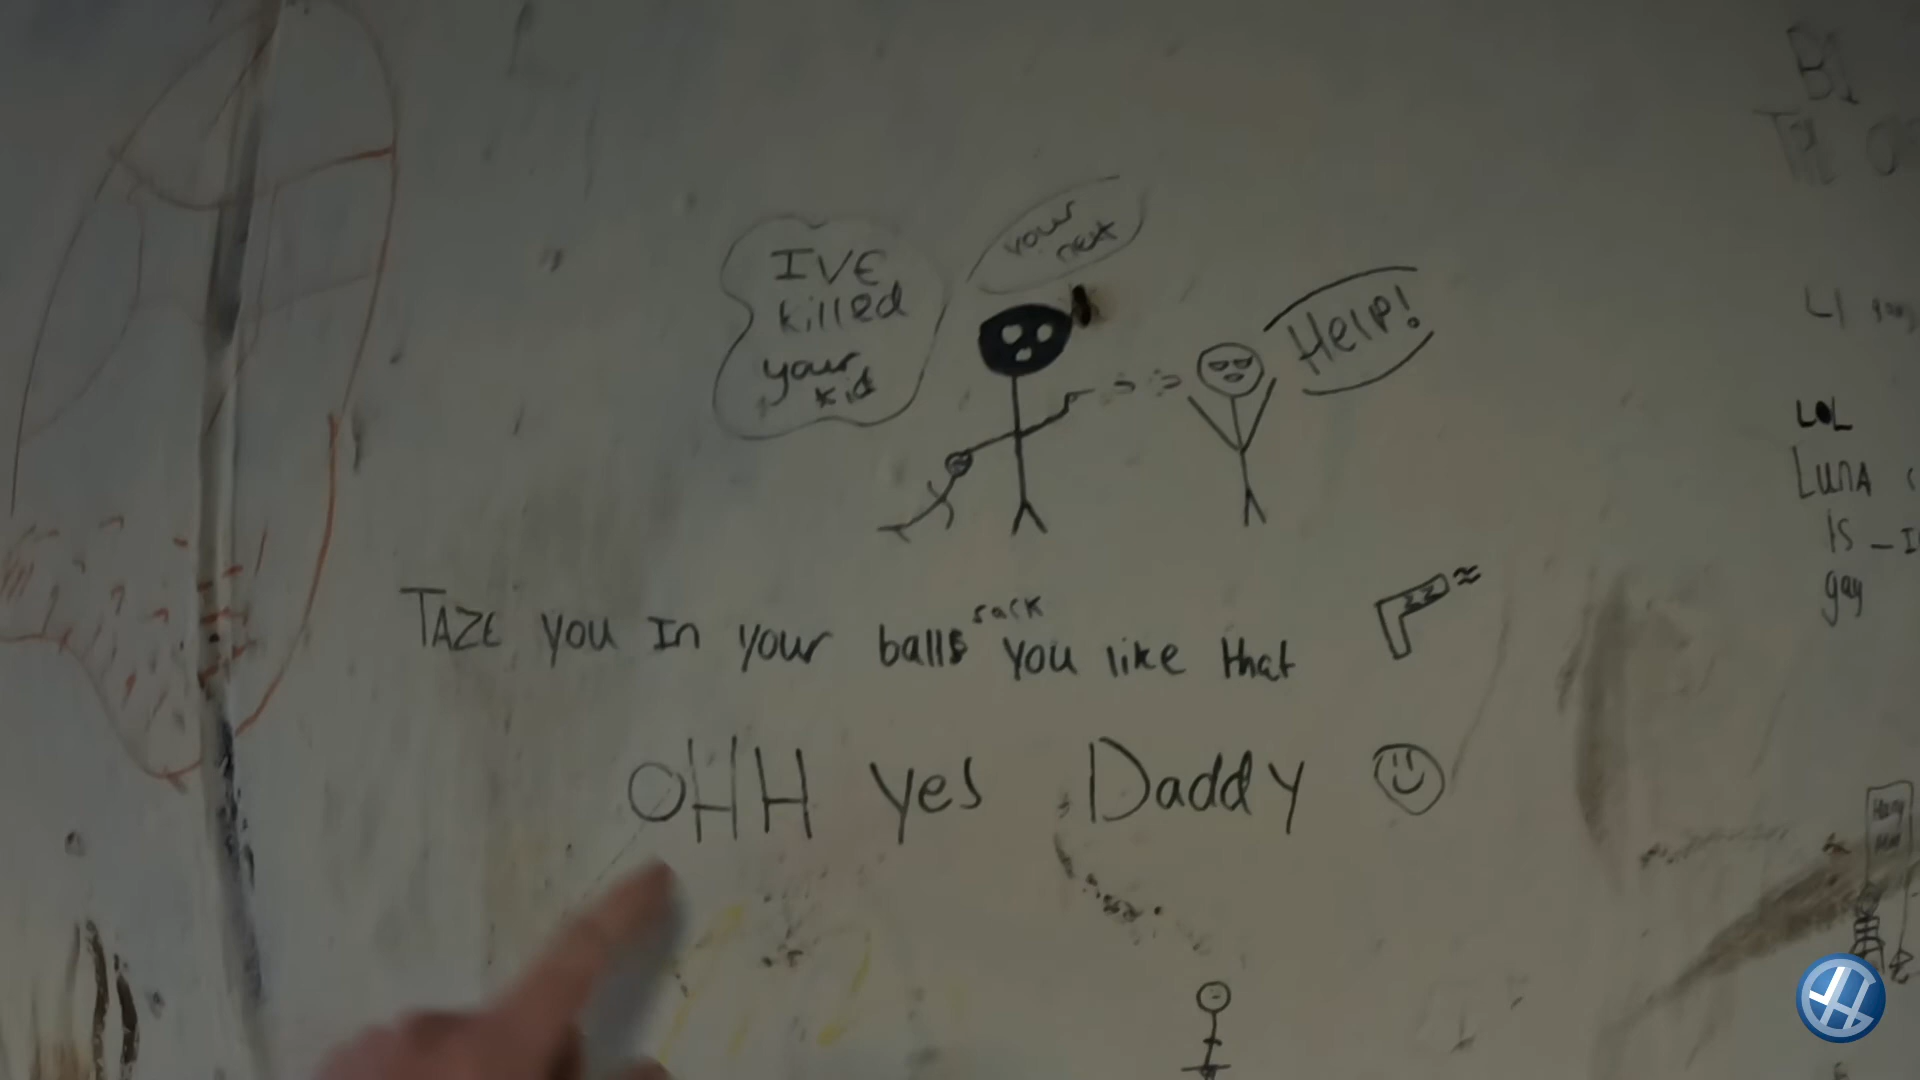 IVE
killed
your
kid
your
next
Help!
TAZE you In your balls sack you like that
OHH yes Daddy
LOL
LunA
Is
gay